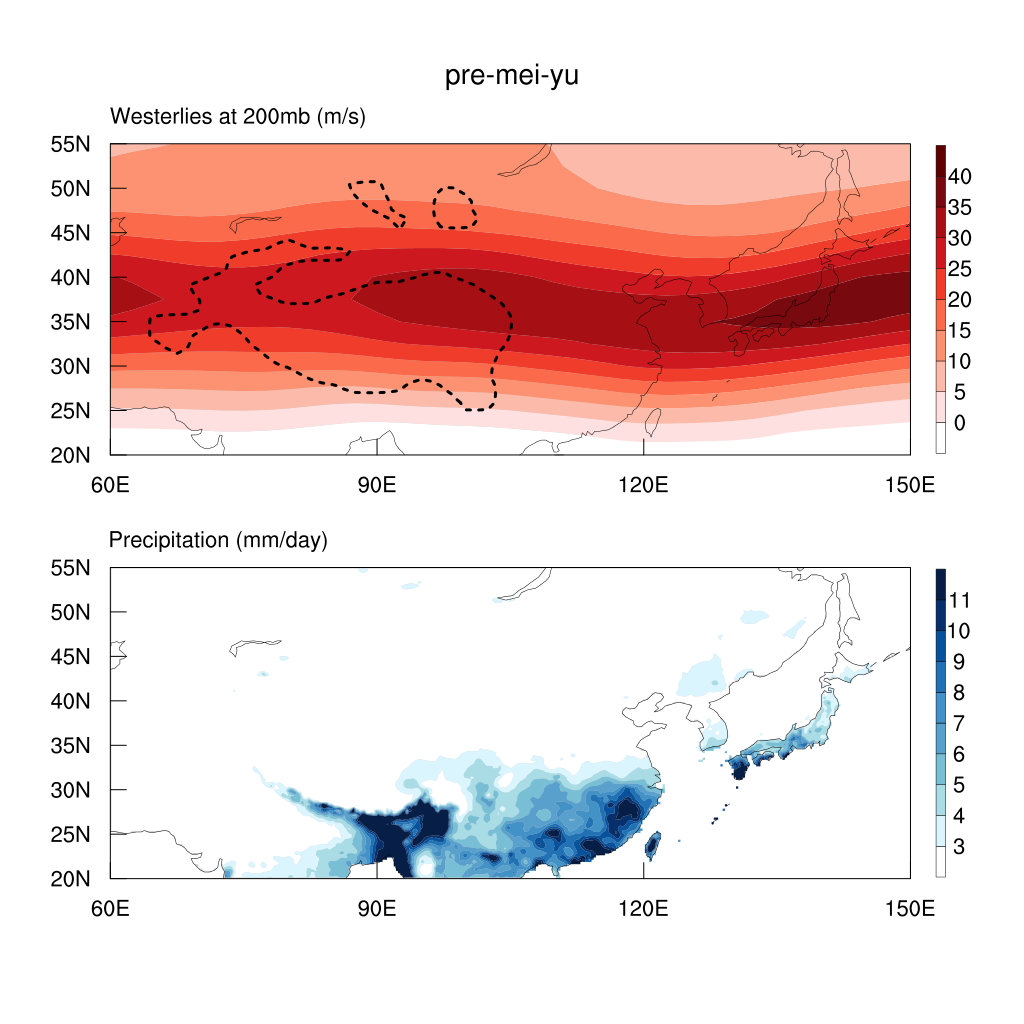 pre-mei-yu
Westerlies at 200mb (m/s)
55N
50N
45N
40N
35N
30N
25N
20N
60E 90E 120E 150E
40
35
30
25
20
15
10
5
0
Precipitation (mm/day)
55N
50N
45N
40N
35N
30N
25N
20N
60E 90E 120E 150E
11
10
9
8
7
6
5
4
3